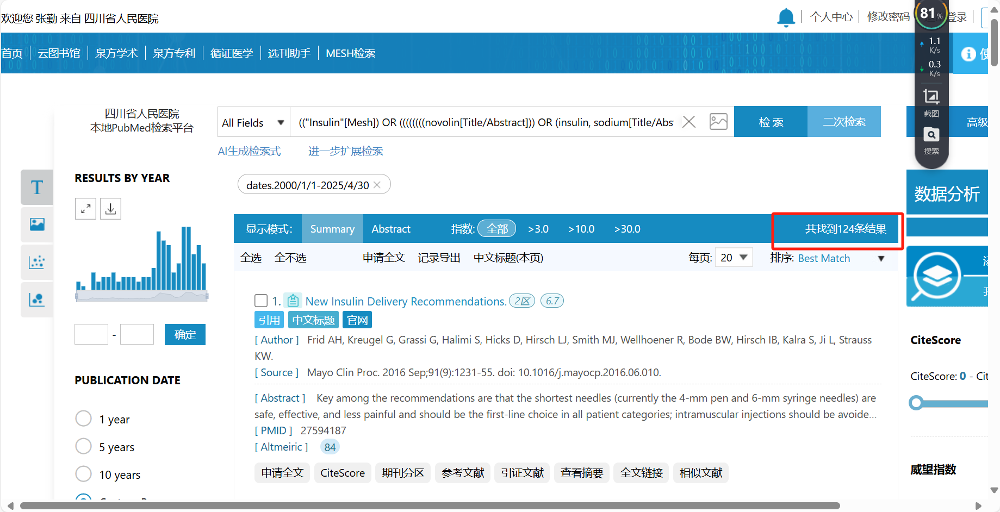 欢迎您 张勤 来自 四川省人民医院
个人中心
修改密码
登录
81%
1.1
K/s
0.3
K/s
截图
搜索
首页
云图书馆
泉方学术
泉方专利
循证医学
选刊助手
MESH检索
使
四川省人民医院
本地PubMed检索平台
All Fields
(("Insulin"[Mesh]) OR ((((((((novolin[Title/Abstract])) OR (insulin, sodium[Title/Abs
检 索
二次检索
高级
AI生成检索式
进一步扩展检索
RESULTS BY YEAR
dates.2000/1/1-2025/4/30
T
数据分析
显示模式:
Summary
Abstract
指数:
全部
>3.0
>10.0
>30.0
共找到124条结果
全选
全不选
申请全文
记录导出
中文标题(本页)
每页:
20
排序:
Best Match
1.
New Insulin Delivery Recommendations.
2区
6.7
引用
中文标题
官网
[ Author ] Frid AH, Kreugel G, Grassi G, Halimi S, Hicks D, Hirsch LJ, Smith MJ, Wellhoener R, Bode BW, Hirsch IB, Kalra S, Ji L, Strauss
KW.
[ Source ] Mayo Clin Proc. 2016 Sep;91(9):1231-55. doi: 10.1016/j.mayocp.2016.06.010.
[ Abstract ] Key among the recommendations are that the shortest needles (currently the 4-mm pen and 6-mm syringe needles) are
safe, effective, and less painful and should be the first-line choice in all patient categories; intramuscular injections should be avoide...
[ PMID ] 27594187
[ Altmeiric ] 84
申请全文
CiteScore
期刊分区
参考文献
引证文献
查看摘要
全文链接
相似文献
-
确定
PUBLICATION DATE
1 year
5 years
10 years
CiteScore
CiteScore: 0 - Cit
威望指数